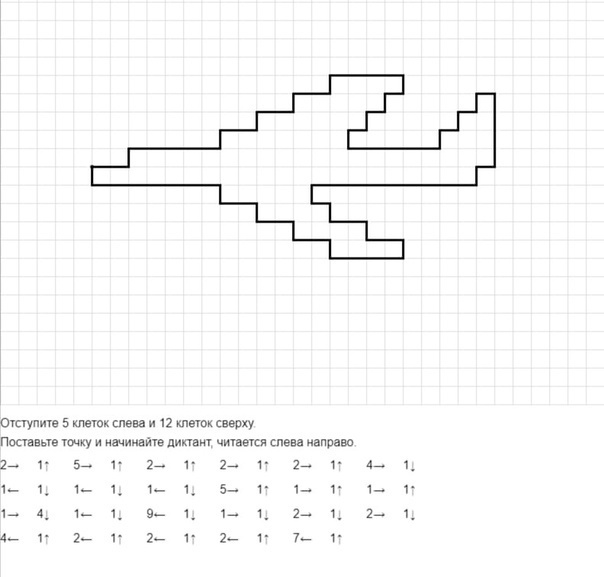 Отступите 5 клеток слева и 12 клеток сверху.
Поставьте точку и начинайте диктант, читается слева направо.
2→ 1↑ 5→ 1↑ 2→ 1↑ 2→ 1↑ 2→ 1↑ 4→ 1↓
1← 1↓ 1← 1↓ 1← 1↓ 5→ 1↑ 1→ 1↑ 1→ 1↑
1→ 4↓ 1← 1↓ 9← 1↓ 1→ 1↓ 2→ 1↓ 2→ 1↓
4← 1↑ 2← 1↑ 2← 1↑ 2← 1↑ 7← 1↑